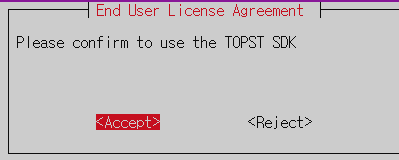 End User License Agreement
Please confirm to use the TOPST SDK
<Accept> <Reject>